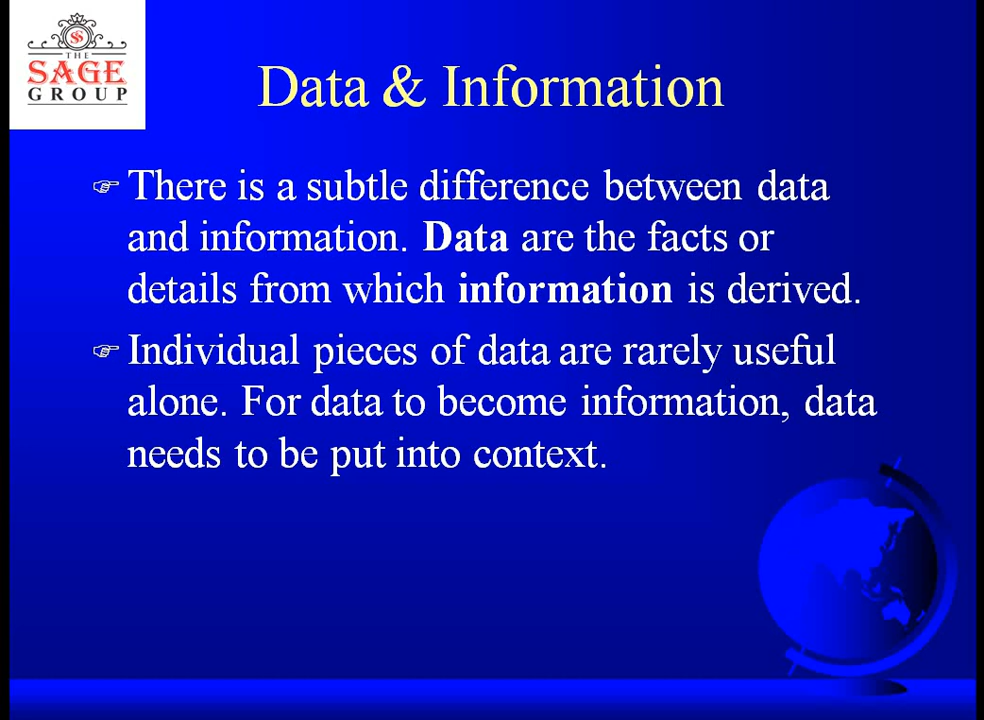 THE
SAGE
GROUP
Data & Information
☞ There is a subtle difference between data
and information. Data are the facts or
details from which information is derived.
☞ Individual pieces of data are rarely useful
alone. For data to become information, data
needs to be put into context.